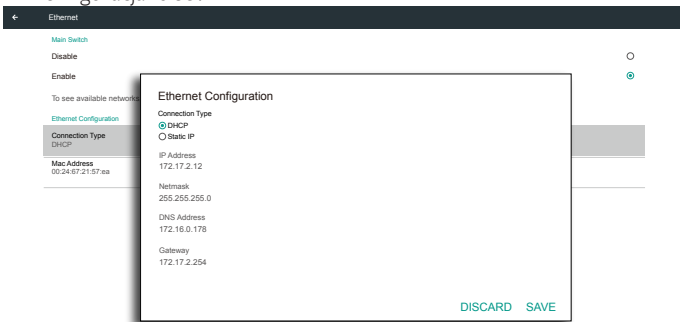 Ethernet
Main Switch
Disable
Enable
To see available networks
Ethernet Configuration
Connection Type
DHCP
Mac Address
00:24:67:21:57:ea
Ethernet Configuration
Connection Type
DHCP
Static IP
IP Address
172.17.2.12
Netmask
255.255.255.0
DNS Address
172.16.0.178
Gateway
172.17.2.254
DISCARD SAVE